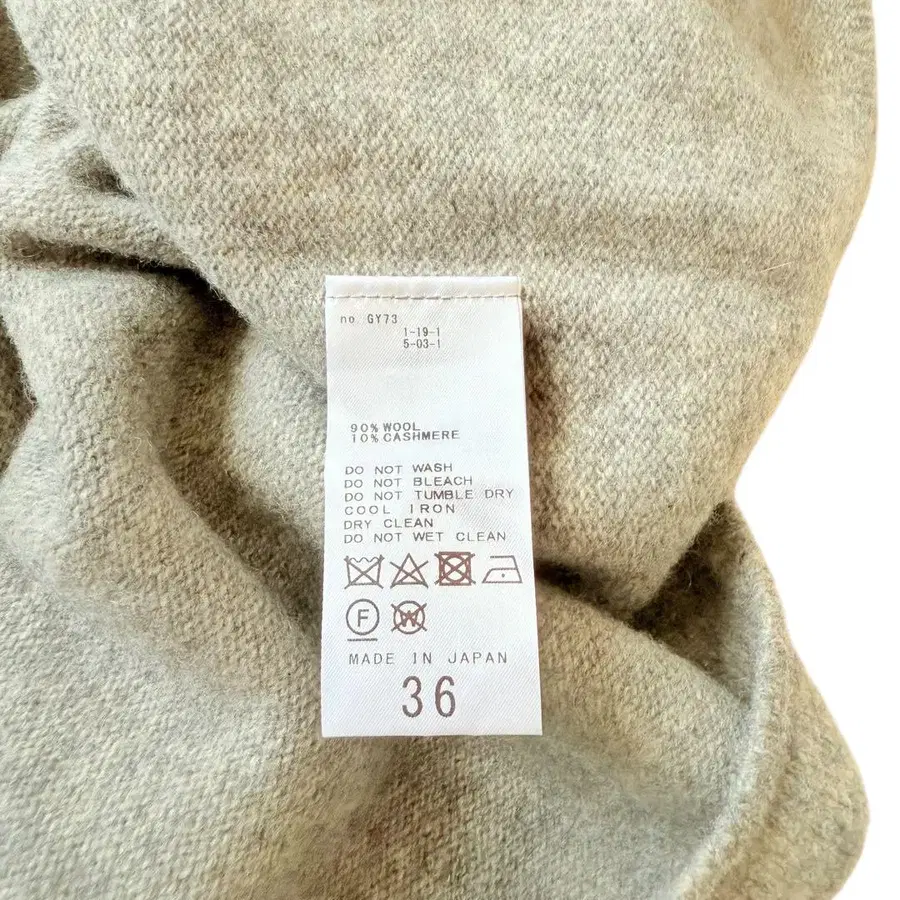 no. GY73
1-19-1
5-03-1
90% WOOL
10% CASHMERE
DO NOT WASH
DO NOT BLEACH
DO NOT TUMBLE DRY
COOL IRON
DRY CLEAN
DO NOT WET CLEAN
F W
MADE IN JAPAN
36